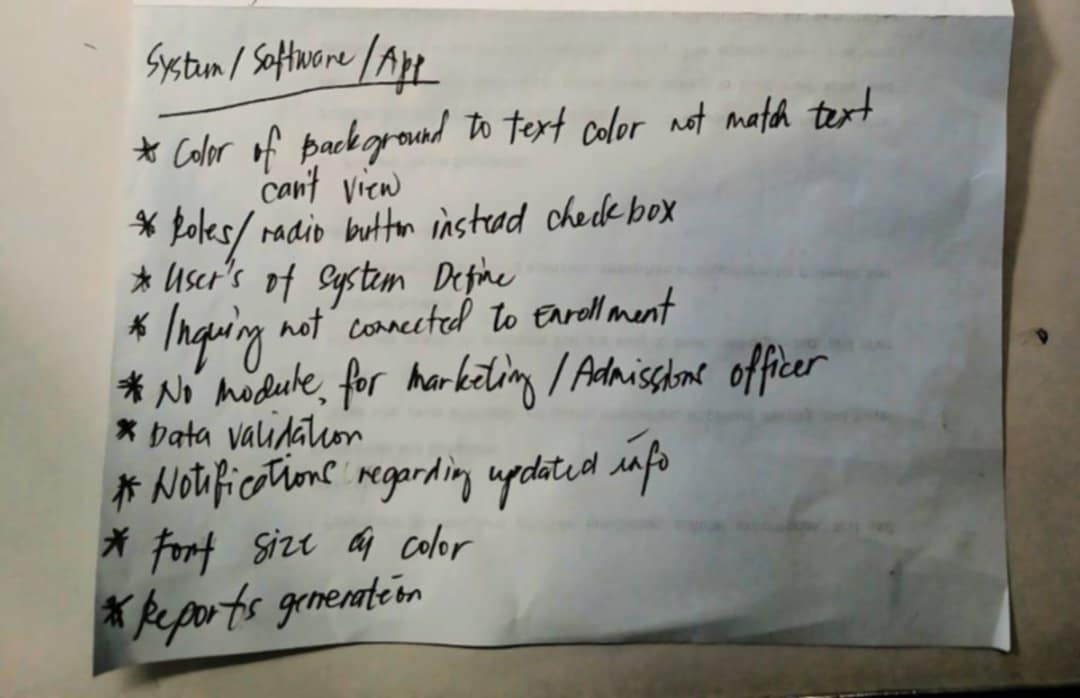 System / Software / App
* Color of Background to text color not match text
can't view
* Roles / radio button instead checkbox
* User's of System Define
* Inquiry not connected to Enrollment
* No module, for Marketing / Admissions officer
* Data validation
* Notifications regarding updated info
* Font size & color
* Reports generation